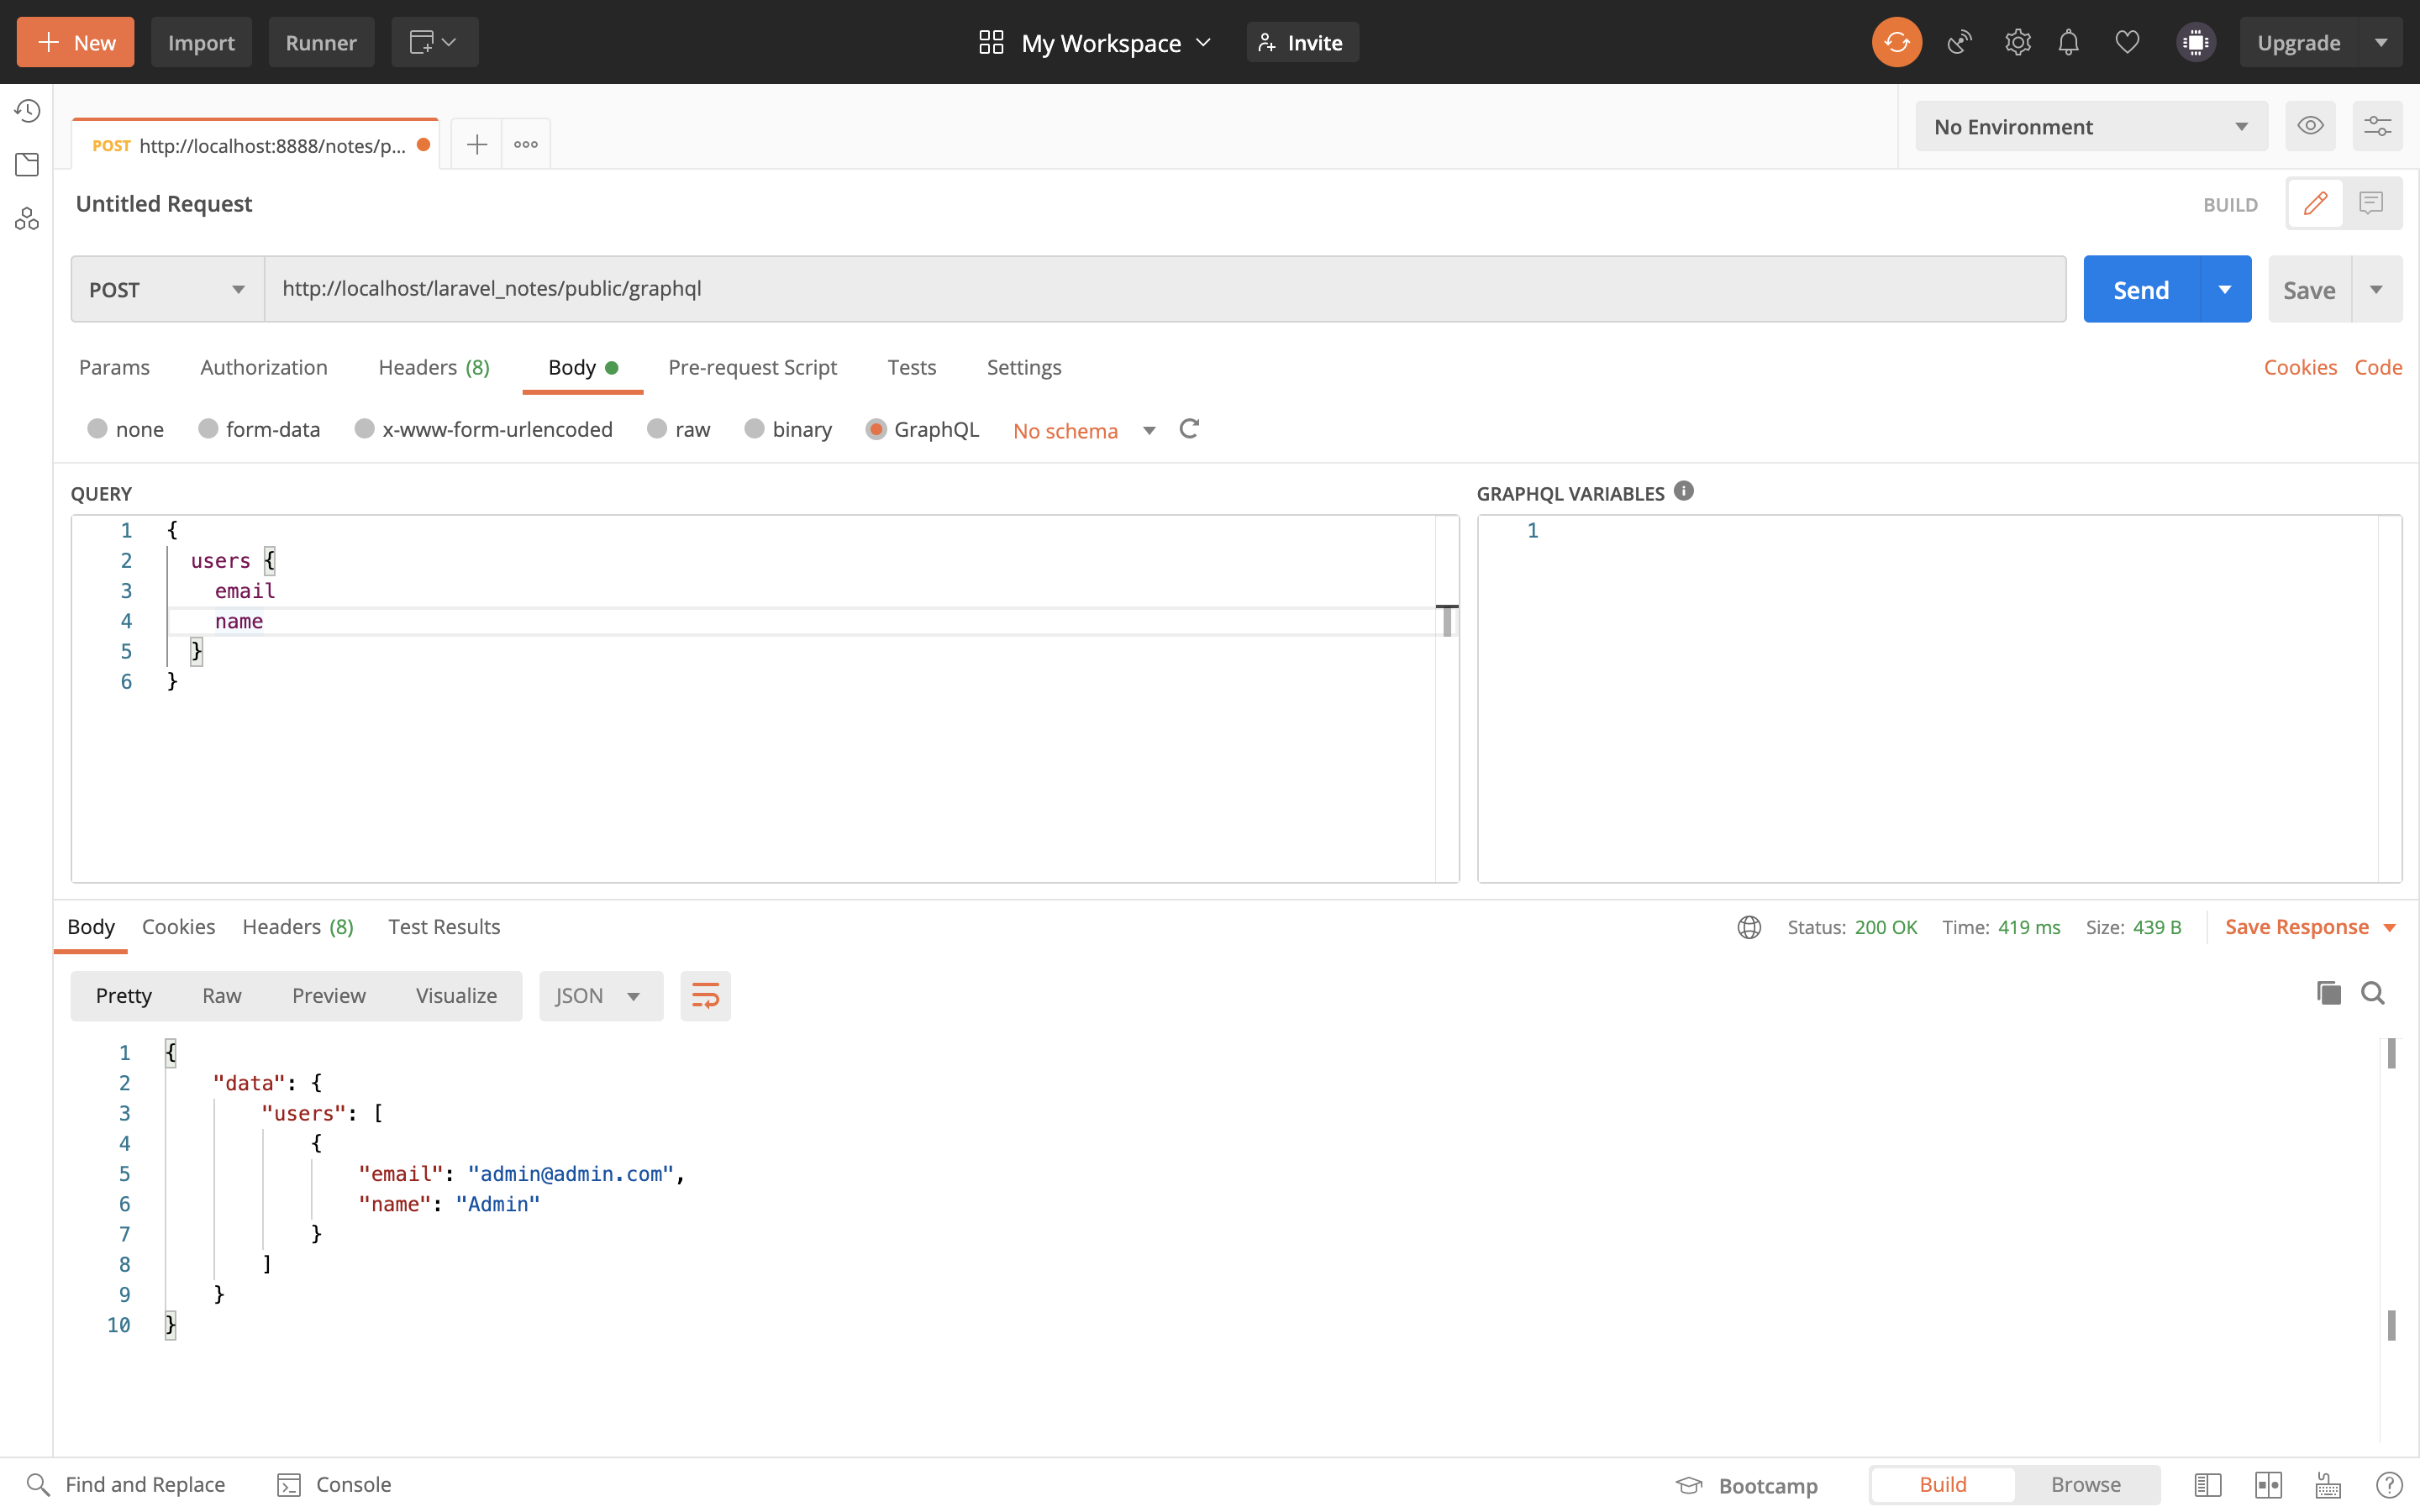 New Import Runner My Workspace Invite Upgrade
POST http://localhost:8888/notes/p... No Environment
Untitled Request BUILD
POST http://localhost/laravel_notes/public/graphql Send Save
Params Authorization Headers (8) Body Pre-request Script Tests Settings Cookies Code
none form-data x-www-form-urlencoded raw binary GraphQL No schema
QUERY GRAPHQL VARIABLES
1 { 1
2 users {
3 email
4 name
5 }
6 }
Body Cookies Headers (8) Test Results Status: 200 OK Time: 419 ms Size: 439 B Save Response
Pretty Raw Preview Visualize JSON
1 {
2 "data": {
3 "users": [
4 {
5 "email": "admin@admin.com",
6 "name": "Admin"
7 }
8 ]
9 }
10 }
Find and Replace Console Bootcamp Build Browse